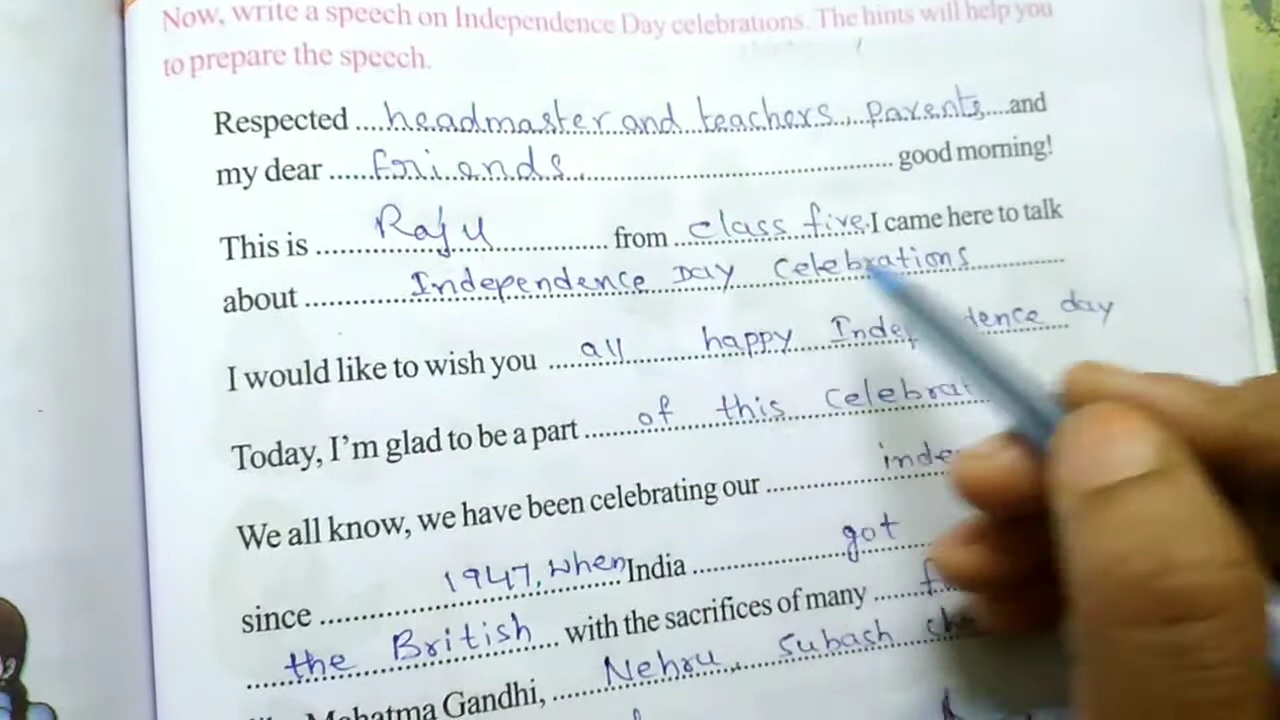 Now, write a speech on Independence Day celebrations. The hints will help you
to prepare the speech.
Respected ....headmaster and teachers, parents....and
my dear .....friends,.............................. good morning!
This is ........Raju............ from ...class five. I came here to talk
about ............Independence Day Celebrations............
I would like to wish you ...all happy day
Today, I'm glad to be a part ......of this
We all know, we have been celebrating our ....................
since ....................1947, when India ....................got
....the British.... with the sacrifices of many ........
Mahatma Gandhi, ......Nehru, Subash